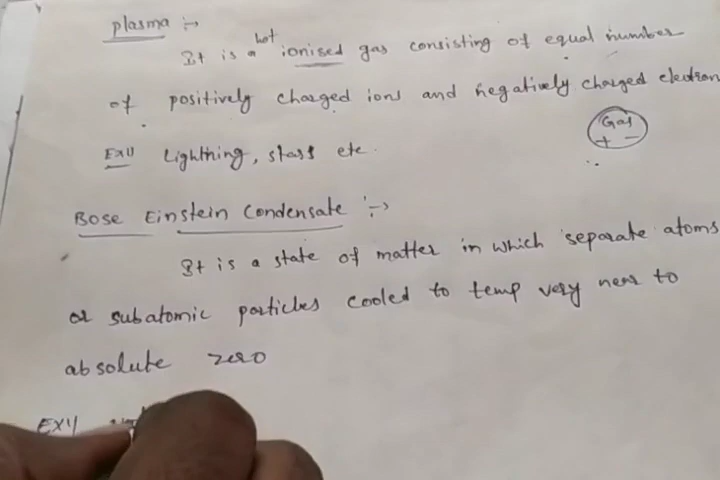 plasma :->
It is a hot ionised gas consisting of equal number
of positively charged ions and negatively charged electron
Gas
+ -
Ex:) Lightning, stars etc.
Bose Einstein Condensate :->
It is a state of matter in which separate atoms
or subatomic particles cooled to temp very near to
absolute zero
Ex:)